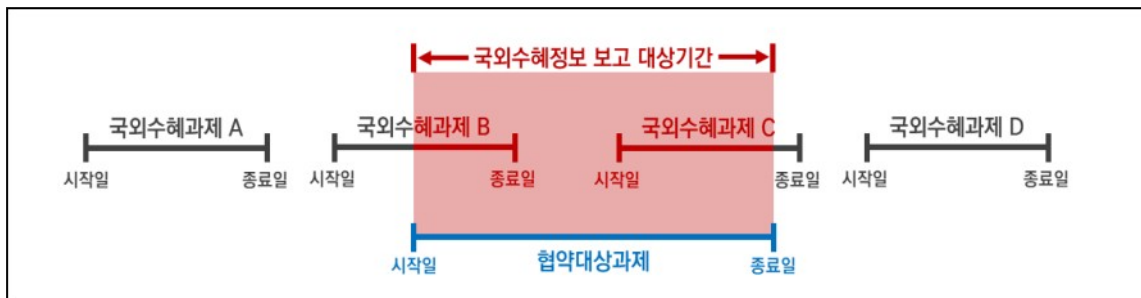 국외수혜정보 보고 대상기간
국외수혜과제 A
국외수혜과제 B
국외수혜과제 C
국외수혜과제 D
시작일
종료일
시작일
종료일
시작일
종료일
시작일
종료일
시작일
협약대상과제
종료일